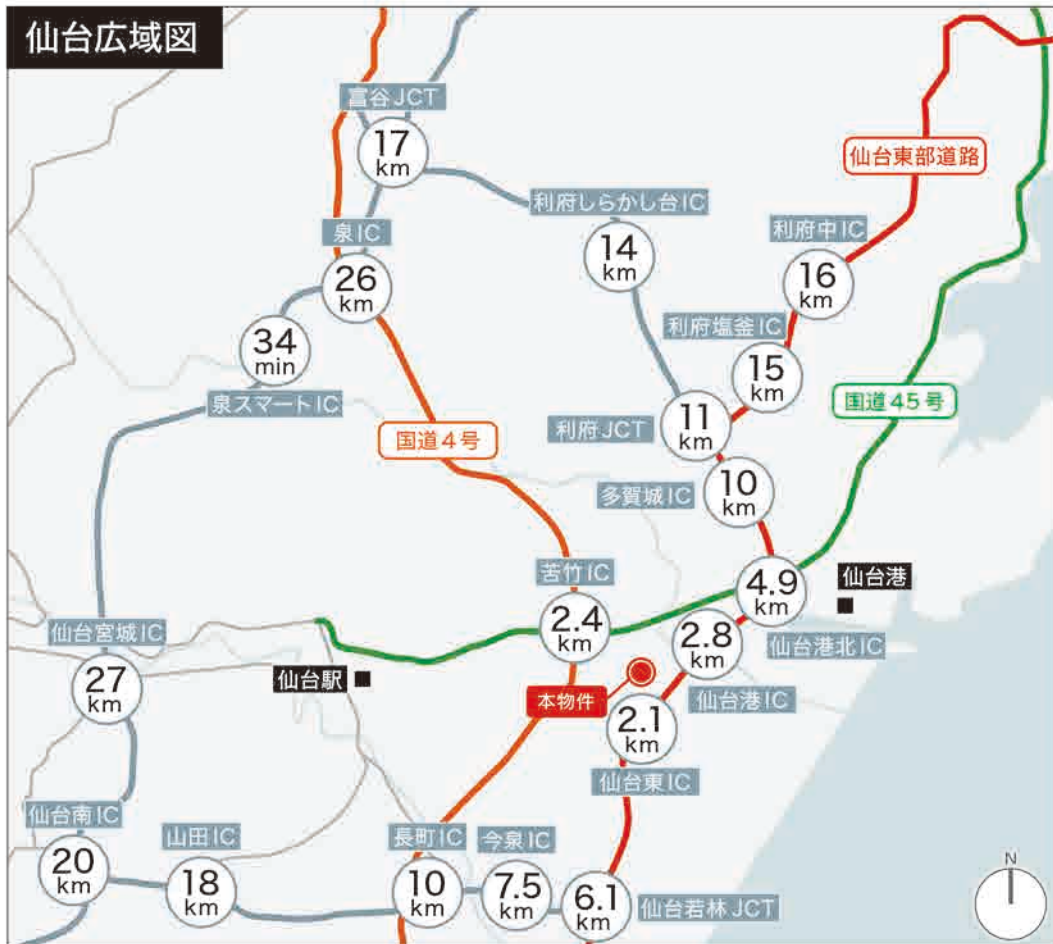 仙台広域図
富谷JCT
17
km
仙台東部道路
利府しらかし台IC
14
km
利府中IC
16
km
泉IC
26
km
34
min
泉スマートIC
利府塩釜IC
15
km
国道45号
国道4号
利府JCT
11
km
多賀城IC
10
km
苦竹IC
2.4
km
4.9
km
仙台港
仙台港北IC
仙台宮城IC
27
km
仙台駅
2.8
km
仙台港IC
本物件
2.1
km
仙台東IC
仙台南IC
20
km
山田IC
18
km
長町IC
10
km
今泉IC
7.5
km
6.1
km
仙台若林JCT
N